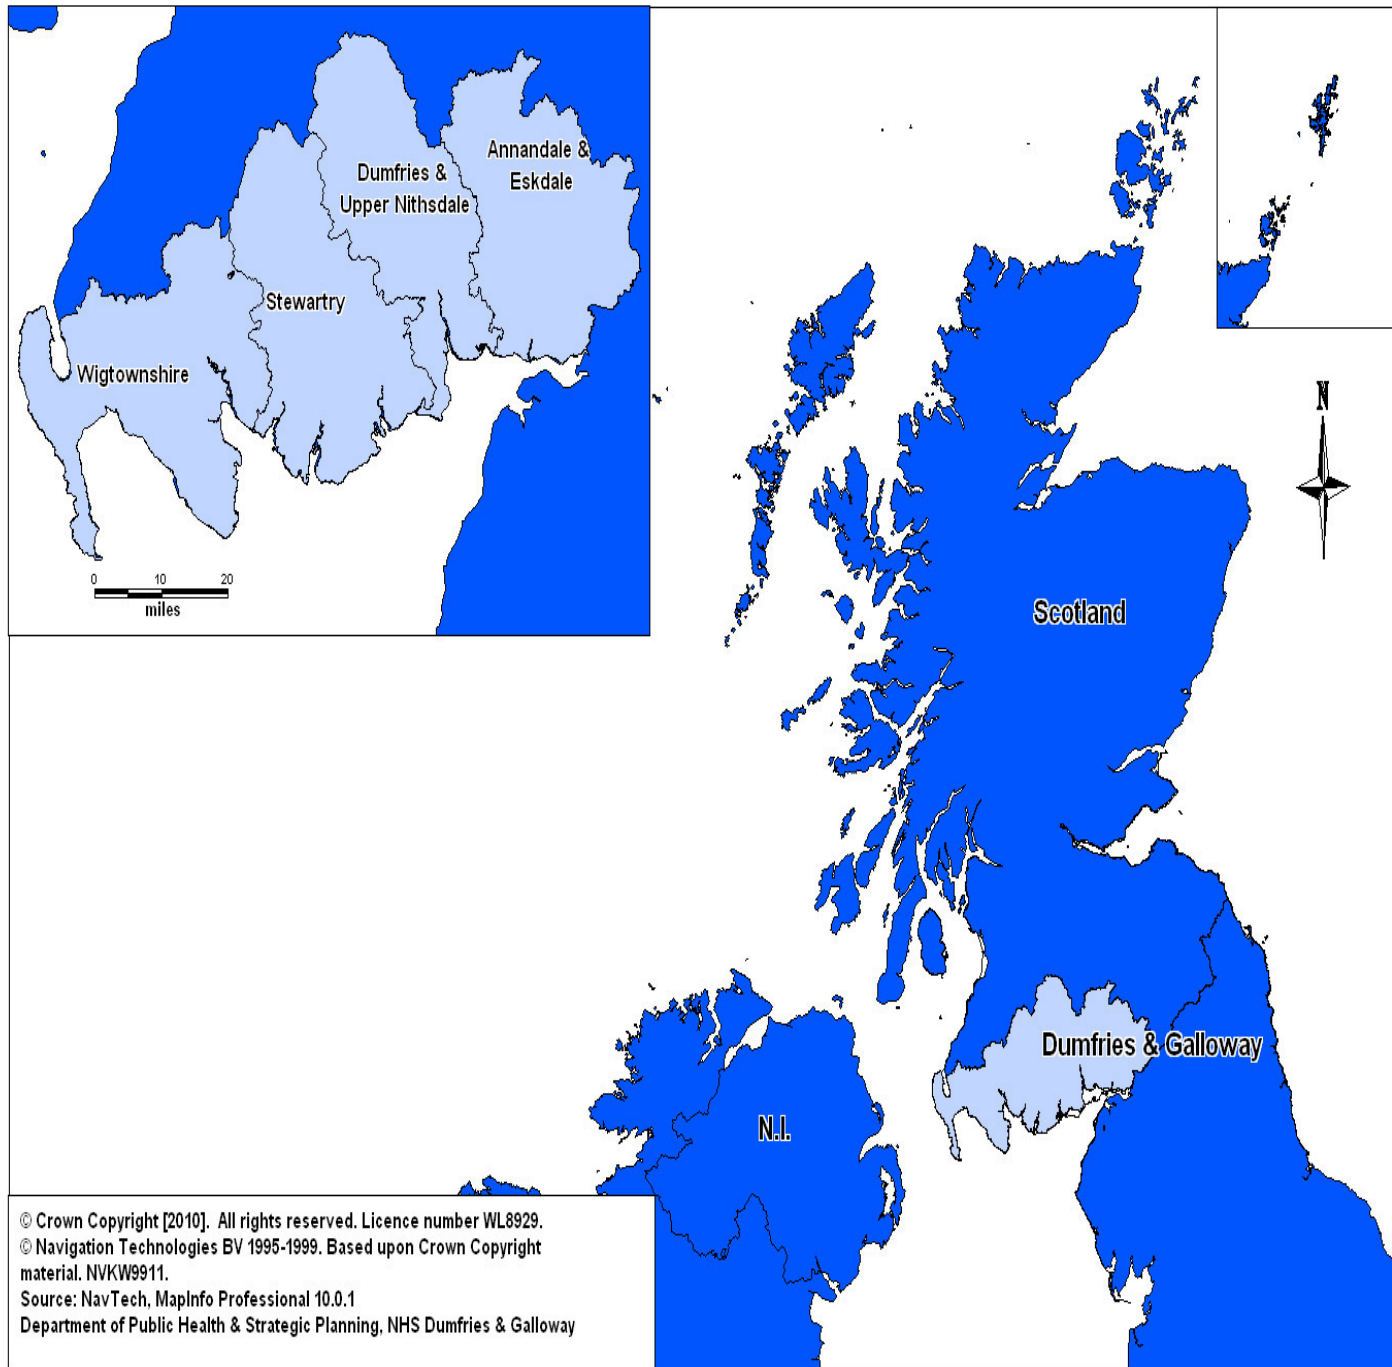 Annandale &
Eskdale
Dumfries &
Upper Nithsdale
Stewartry
Wigtownshire
0 10 20
miles
N
Scotland
Dumfries & Galloway
N.I.
© Crown Copyright [2010]. All rights reserved. Licence number WL8929.
© Navigation Technologies BV 1995-1999. Based upon Crown Copyright
material. NVKW9911.
Source: NavTech, MapInfo Professional 10.0.1
Department of Public Health & Strategic Planning, NHS Dumfries & Galloway